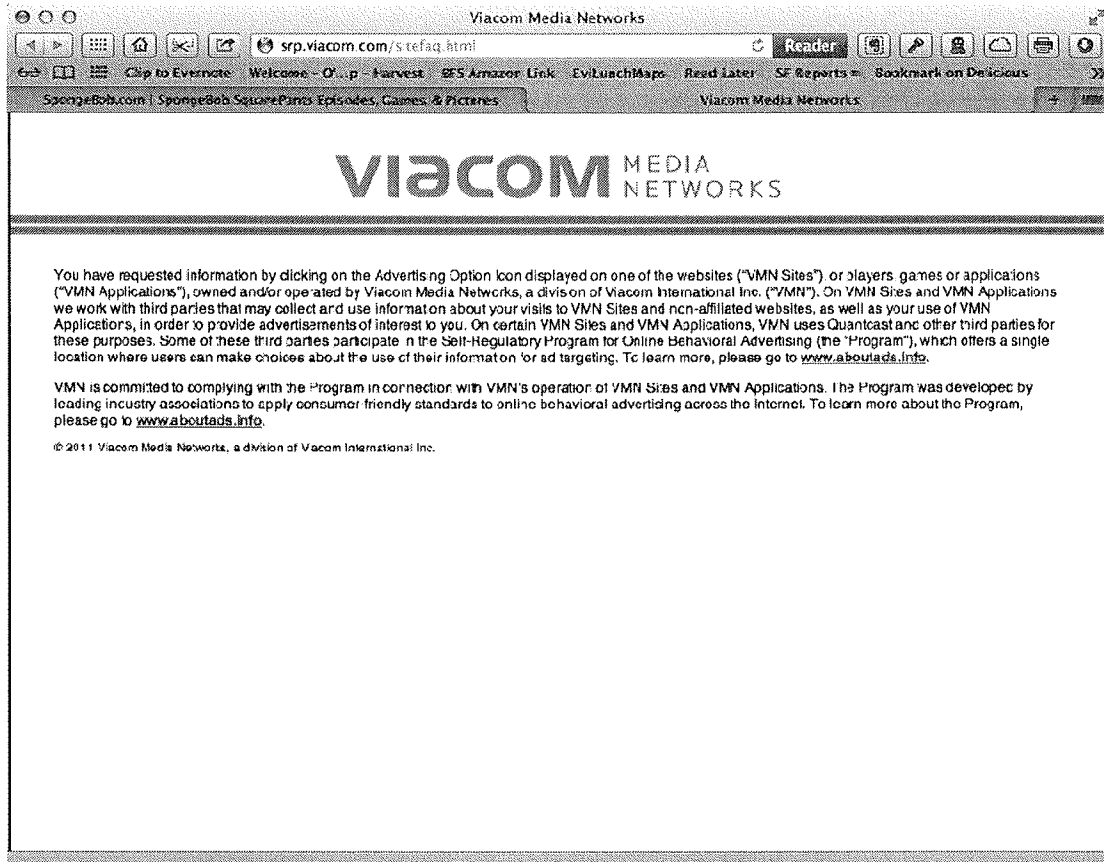 Viacom Media Networks
srp.viacom.com/sitefaq.html
Reader
Clip to Evernote Welcome - Of...p - Harvest BFS Amazon Link EvilLunchMaps Read Later SF Reports Bookmark on Delicious
SpongeBob.com | SpongeBob SquarePants Episodes, Games & Pictures
Viacom Media Networks
VIACOM MEDIA NETWORKS
You have requested information by clicking on the Advertising Option Icon displayed on one of the websites ("VMN Sites"), or players, games or applications
("VMN Applications"), owned and/or operated by Viacom Media Networks, a division of Viacom International Inc. ("VMN"). On VMN Sites and VMN Applications
we work with third parties that may collect and use information about your visits to VMN Sites and non-affiliated websites, as well as your use of VMN
Applications, in order to provide advertisements of interest to you. On certain VMN Sites and VMN Applications, VMN uses Quantcast and other third parties for
these purposes. Some of these third parties participate in the Self-Regulatory Program for Online Behavioral Advertising (the "Program"), which offers a single
location where users can make choices about the use of their information for ad targeting. To learn more, please go to www.aboutads.info.
VMN is committed to complying with the Program in connection with VMN's operation of VMN Sites and VMN Applications. The Program was developed by
leading industry associations to apply consumer friendly standards to online behavioral advertising across the Internet. To learn more about the Program,
please go to www.aboutads.info.
© 2011 Viacom Media Networks, a division of Viacom International Inc.